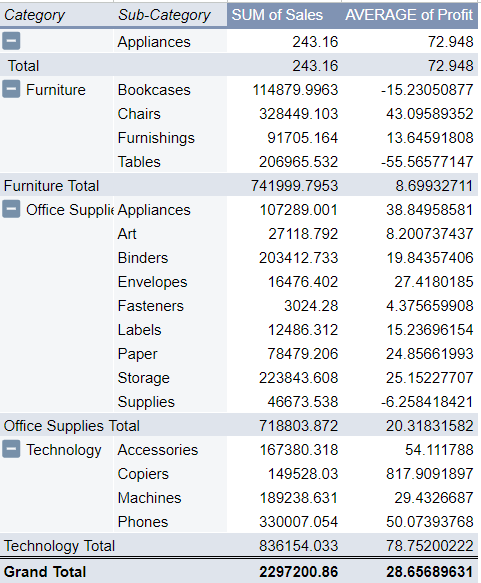 Category Sub-Category SUM of Sales AVERAGE of Profit
Appliances 243.16 72.948
Total 243.16 72.948
Furniture Bookcases 114879.9963 -15.23050877
Chairs 328449.103 43.09589352
Furnishings 91705.164 13.64591808
Tables 206965.532 -55.56577147
Furniture Total 741999.7953 8.69932711
Office Supplie Appliances 107289.001 38.84958581
Art 27118.792 8.200737437
Binders 203412.733 19.84357406
Envelopes 16476.402 27.4180185
Fasteners 3024.28 4.375659908
Labels 12486.312 15.23696154
Paper 78479.206 24.85661993
Storage 223843.608 25.15227707
Supplies 46673.538 -6.258418421
Office Supplies Total 718803.872 20.31831582
Technology Accessories 167380.318 54.111788
Copiers 149528.03 817.9091897
Machines 189238.631 29.4326687
Phones 330007.054 50.07393768
Technology Total 836154.033 78.75200222
Grand Total 2297200.86 28.65689631